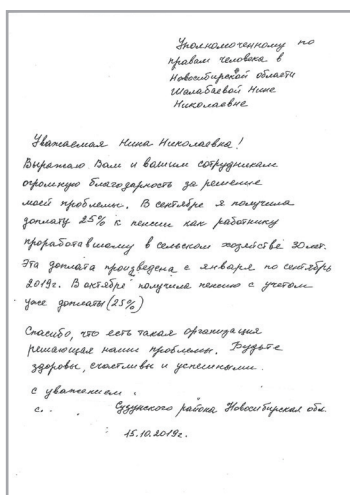 Уполномоченному по
правам человека в
Новосибирской области
Шалабаевой Нине
Николаевне
Уважаемая Нина Николаевна!
Выражаю Вам и вашим сотрудникам
огромную благодарность за решение
моей проблемы. В сентябре я получила
доплату 25% к пенсии как работнику
проработавшему в сельском хозяйстве 30 лет.
Эта доплата произведена с января по сентябрь
2019г. В октябре получила пенсию с учетом
уже доплаты (25%)
Спасибо, что есть такая организация
решающая наши проблемы. Будьте
здоровы, счастливы и успешными.
с уважением
с. Сузунского района Новосибирская обл.
15.10.2019г.